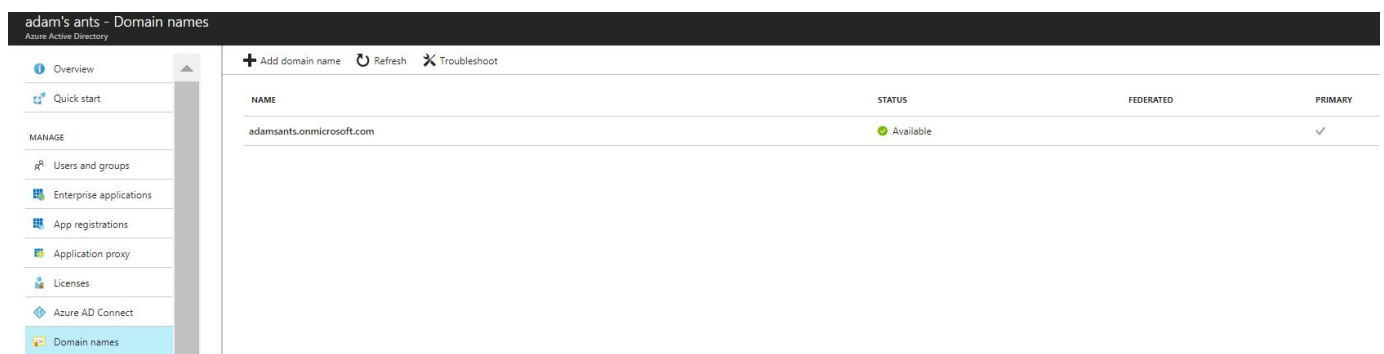 adam's ants - Domain names
Azure Active Directory
Overview
Quick start
MANAGE
Users and groups
Enterprise applications
App registrations
Application proxy
Licenses
Azure AD Connect
Domain names
Add domain name Refresh Troubleshoot
NAME STATUS FEDERATED PRIMARY
adamsants.onmicrosoft.com Available